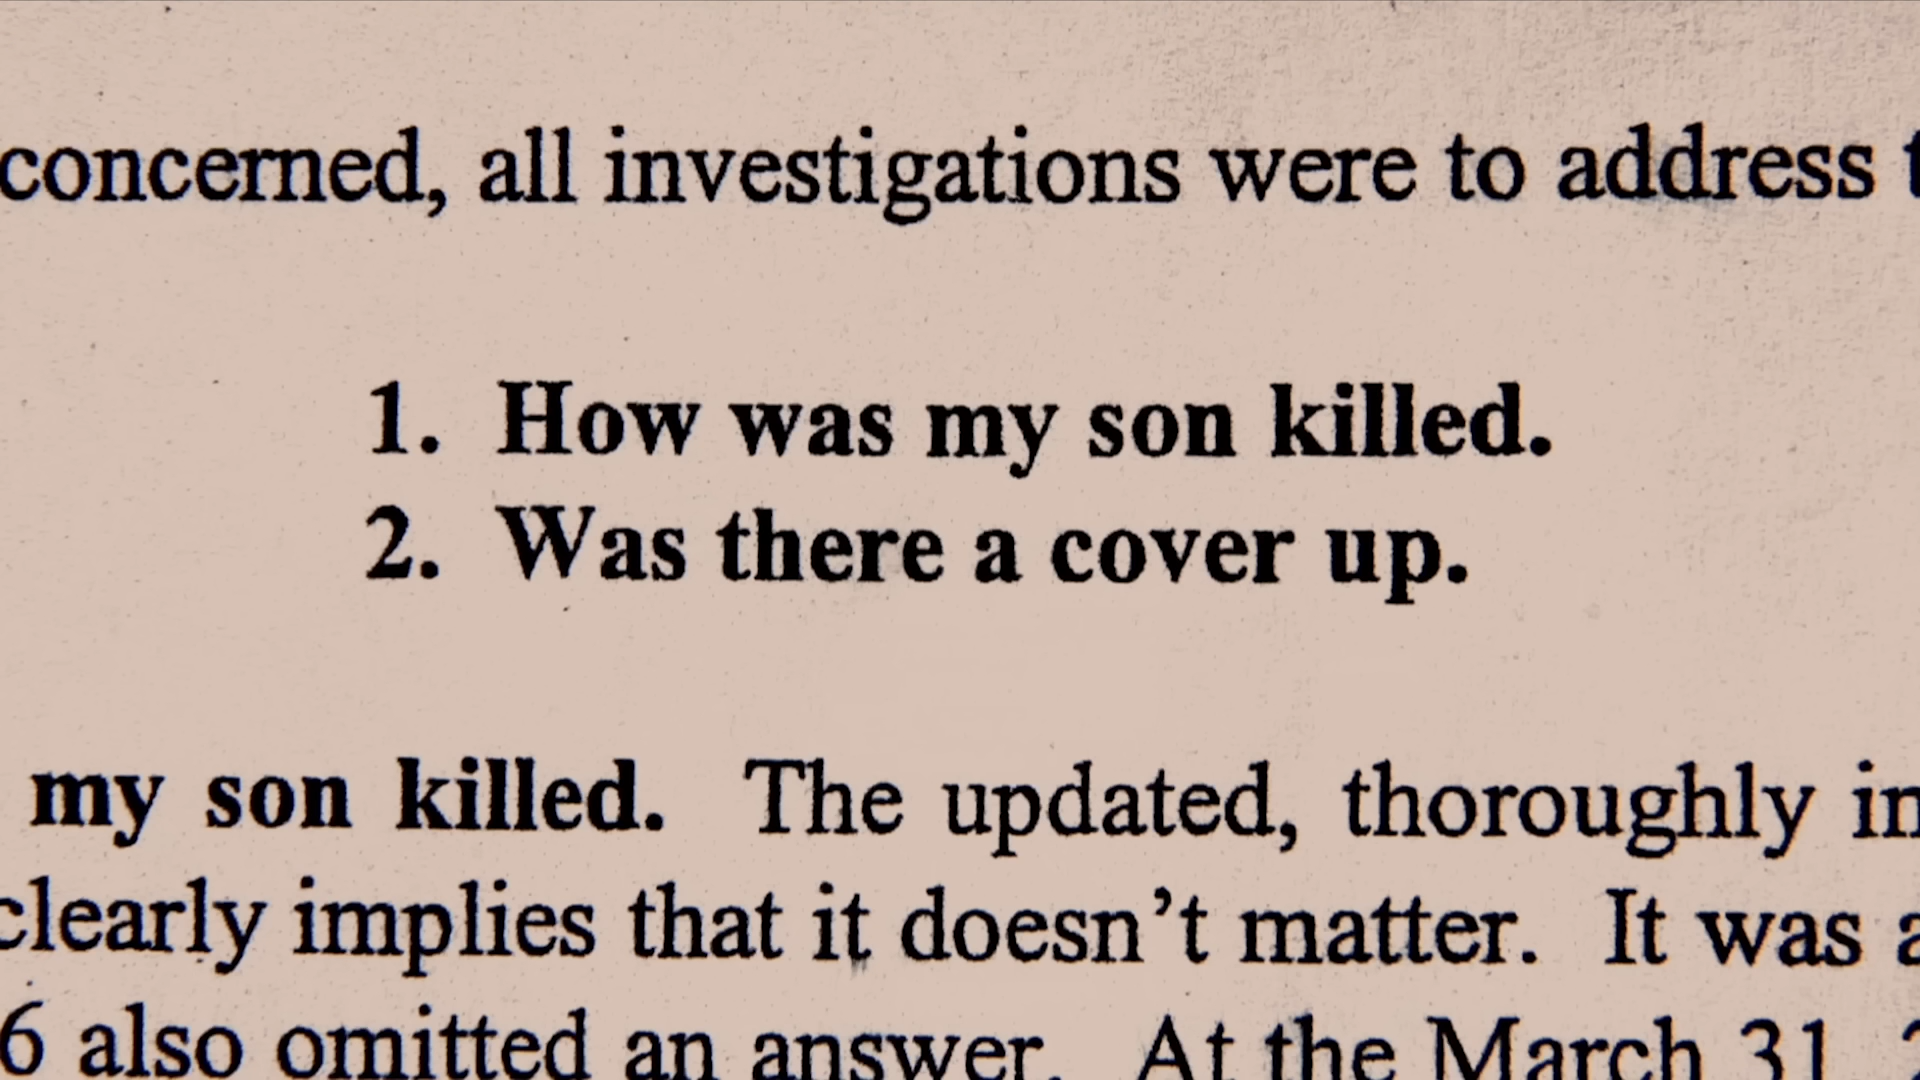 concerned, all investigations were to address
1. How was my son killed.
2. Was there a cover up.
my son killed. The updated, thoroughly
clearly implies that it doesn't matter. It was
6 also omitted an answer. At the March 31,